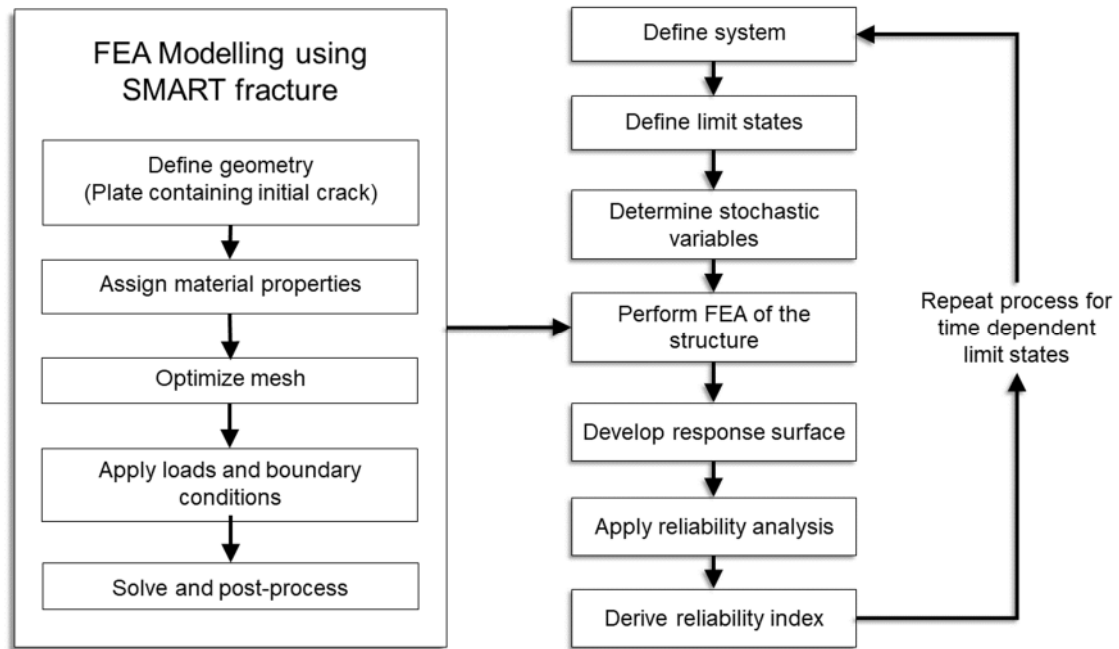 FEA Modelling using
SMART fracture
Define geometry
(Plate containing initial crack)
Assign material properties
Optimize mesh
Apply loads and boundary
conditions
Solve and post-process
Define system
Define limit states
Determine stochastic
variables
Perform FEA of the
structure
Develop response surface
Apply reliability analysis
Derive reliability index
Repeat process for
time dependent
limit states